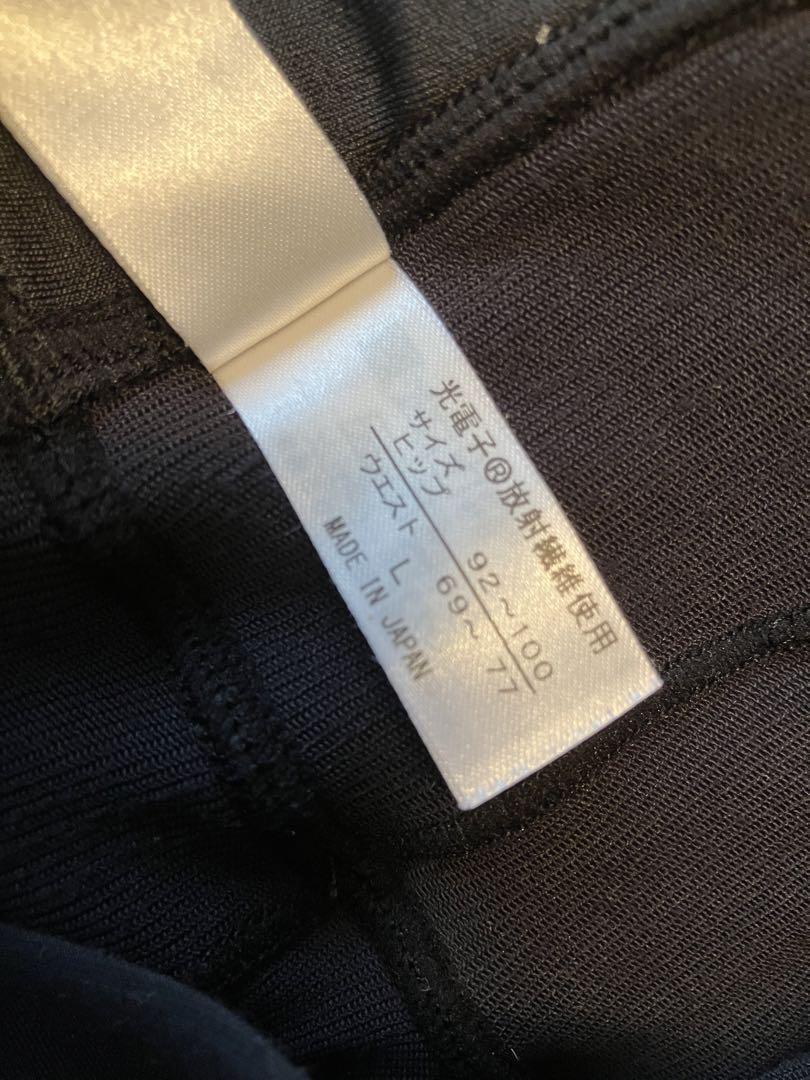 光電子®放射繊維使用
サイズ
ヒップ 92～100
ウエスト 69～ 77
L
MADE IN JAPAN